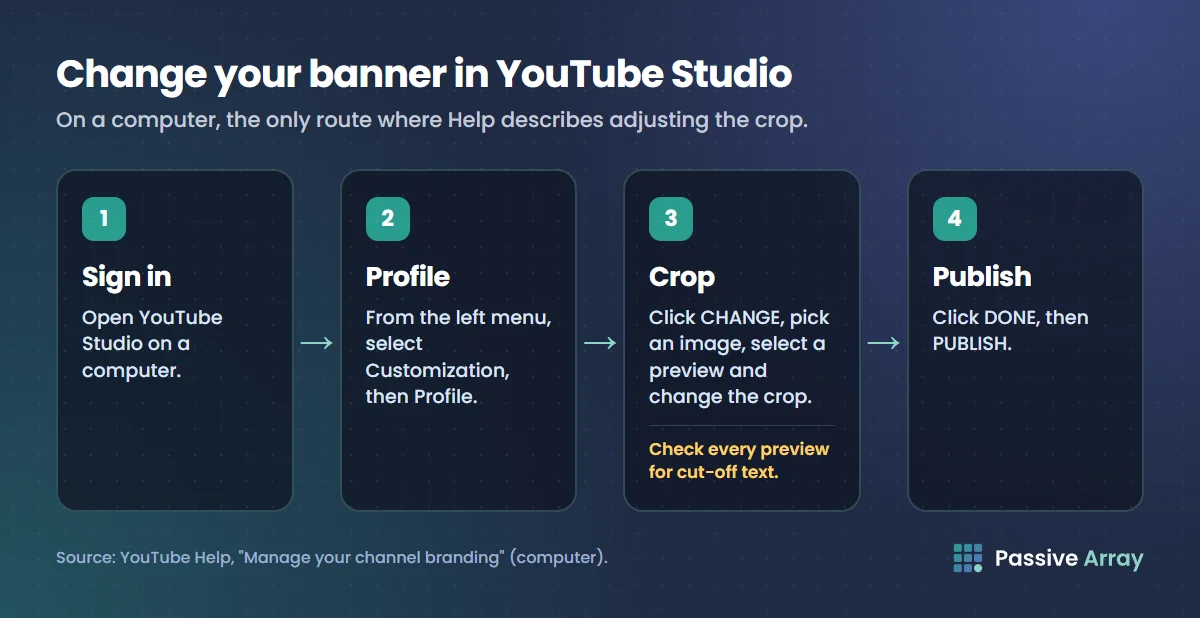 Change your banner in YouTube Studio
On a computer, the only route where Help describes adjusting the crop.
1
Sign in
Open YouTube
Studio on a
computer.
→
2
Profile
From the left menu,
select
Customization,
then Profile.
→
3
Crop
Click CHANGE, pick
an image, select a
preview and
change the crop.
Check every preview
for cut-off text.
→
4
Publish
Click DONE, then
PUBLISH.
Source: YouTube Help, "Manage your channel branding" (computer).
Passive Array